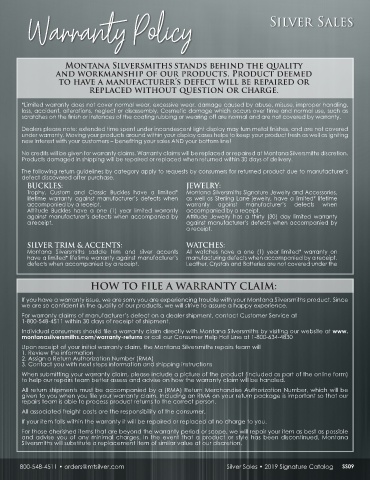 Warranty Policy
Silver Sales
Montana Silversmiths stands behind the quality
and workmanship of our products. Product deemed
to have a manufacturer's defect will be repaired or
replaced without question or charge.
*Limited warranty does not cover normal wear, excessive wear, damage caused by abuse, misuse, improper handling,
loss, accident, alterations, neglect or disassembly. Cosmetic damage which occurs over time and normal use, such as
scratches on the finish or instances of the coating rubbing or wearing off are normal and are not covered by warranty.
Dealers please note: extended time spent under incandescent light display may turn metal finishes, and are not covered
under warranty. Moving your products around within your display cases helps to keep your product fresh as well as igniting
new interest with your customers – benefiting your sales AND your bottom line!
No credits will be given for warranty claims. Warranty claims will be replaced or repaired at Montana Silversmiths discretion.
Products damaged in shipping will be repaired or replaced when returned within 30 days of delivery.
The following return guidelines by category apply to requests by consumers for returned product due to manufacturer's
defect discovered after purchase.
BUCKLES:
Trophy, Custom and Classic Buckles have a limited*
lifetime warranty against manufacturer's defects when
accompanied by a receipt.
Attitude Buckles have a one (1) year limited warranty
against manufacturer's defects when accompanied by
a receipt.
JEWELRY:
Montana Silversmiths Signature Jewelry and Accessories,
as well as Sterling Lane jewelry, have a limited* lifetime
warranty against manufacturer's defects when
accompanied by a receipt.
Attitude Jewelry has a thirty (30) day limited warranty
against manufacturer's defects when accompanied by
a receipt.
SILVER TRIM & ACCENTS:
Montana Silversmiths saddle trim and silver accents
have a limited* lifetime warranty against manufacturer's
defects when accompanied by a receipt.
WATCHES:
All watches have a one (1) year limited* warranty on
manufacturing defects when accompanied by a receipt.
Leather, Crystals and Batteries are not covered under the
HOW TO FILE A WARRANTY CLAIM:
If you have a warranty issue, we are sorry you are experiencing trouble with your Montana Silversmiths product. Since
we are so confident in the quality of our products, we will strive to assure a happy experience.
For warranty claims of manufacturer's defect on a dealer shipment, contact Customer Service at
1-800-548-4511 within 30 days of receipt of shipment
Individual consumers should file a warranty claim directly with Montana Silversmiths by visiting our website at www.
montanasilversmiths.com/warranty-returns or call our Consumer Help Hot Line at 1-800-634-4830
Upon receipt of your initial warranty claim, the Montana Silversmiths repairs team will
1. Review the information
2. Assign a Return Authorization Number (RMA)
3. Contact you with next steps information and shipping instructions
When submitting your warranty claim, please include a picture of the product (included as part of the online form)
to help our repairs team better assess and advise on how the warranty claim will be handled.
All return shipments must be accompanied by a (RMA) Return Merchandise Authorization Number, which will be
given to you when you file your warranty claim. Including an RMA on your return package is important so that our
repairs team is able to process product returns to the correct person.
All associated freight costs are the responsibility of the consumer.
If your item falls within the warranty it will be repaired or replaced at no charge to you.
For those cherished items that are beyond the warranty period or scope, we will repair your item as best as possible
and advise you of any minimal charges. In the event that a product or style has been discontinued, Montana
Silversmiths will substitute a replacement item of similar value at our discretion.
800-548-4511 • orders@mtsilver.com
Silver Sales • 2019 Signature Catalog SS09